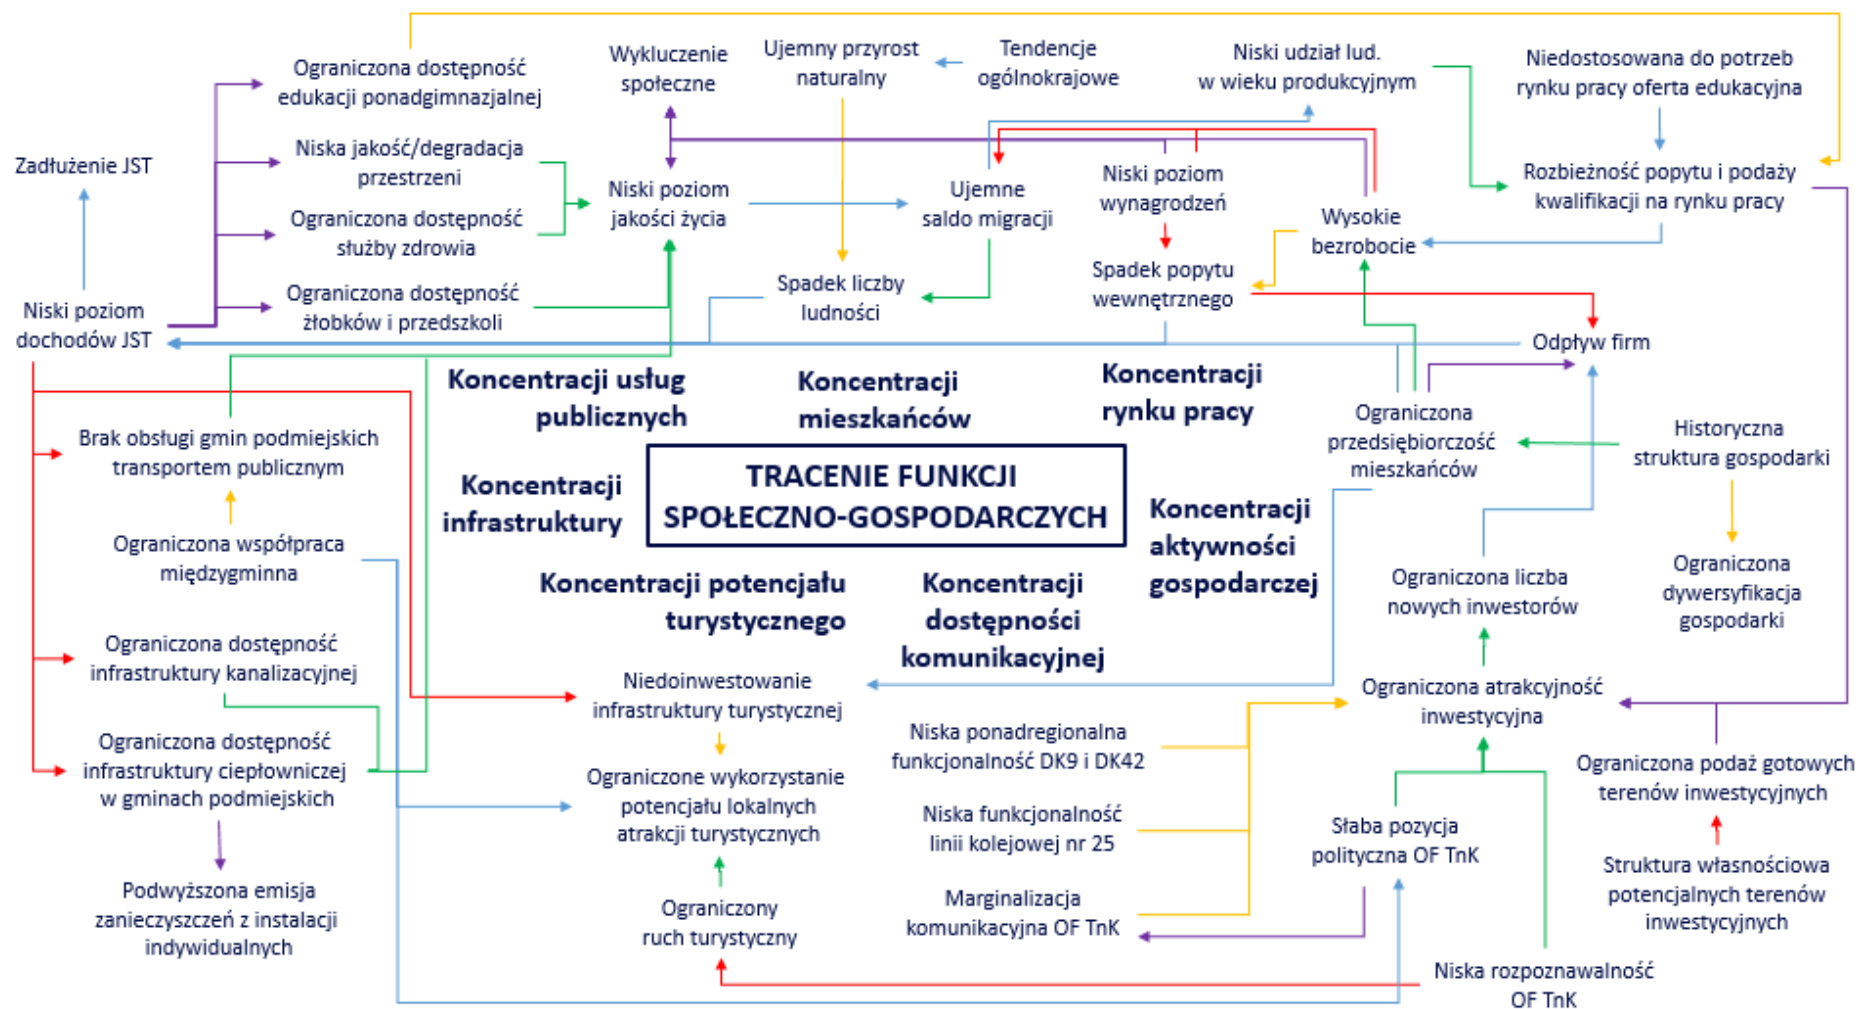 Ograniczona dostępność
edukacji ponadgimnazjalnej
Wykluczenie
społeczne
Ujemny przyrost
naturalny
Tendencje
ogólnokrajowe
Niski udział lud.
w wieku produkcyjnym
Niedostosowana do potrzeb
rynku pracy oferta edukacyjna
Zadłużenie JST
Niska jakość/degradacja
przestrzeni
Niski poziom
jakości życia
Ujemne
saldo migracji
Niski poziom
wynagrodzeń
Wysokie
bezrobocie
Rozbieżność popytu i podaży
kwalifikacji na rynku pracy
Ograniczona dostępność
służby zdrowia
Niski poziom
dochodów JST
Ograniczona dostępność
żłobków i przedszkoli
Spadek liczby
ludności
Spadek popytu
wewnętrznego
Odpływ firm
Koncentracji usług
publicznych
Koncentracji
mieszkańców
Koncentracji
rynku pracy
Brak obsługi gmin podmiejskich
transportem publicznym
Koncentracji
infrastruktury
TRACENIE FUNKCJI
SPOŁECZNO-GOSPODARCZYCH
Koncentracji
aktywności
gospodarczej
Ograniczona
przedsiębiorczość
mieszkańców
Historyczna
struktura gospodarki
Ograniczona współpraca
międzygminna
Koncentracji potencjału
turystycznego
Koncentracji
dostępności
komunikacyjnej
Ograniczona liczba
nowych inwestorów
Ograniczona
dywersyfikacja
gospodarki
Ograniczona dostępność
infrastruktury kanalizacyjnej
Niedoinwestowanie
infrastruktury turystycznej
Ograniczona atrakcyjność
inwestycyjna
Ograniczona dostępność
infrastruktury ciepłowniczej
w gminach podmiejskich
Ograniczone wykorzystanie
potencjału lokalnych
atrakcji turystycznych
Niska ponadregionalna
funkcjonalność DK9 i DK42
Ograniczona podaż gotowych
terenów inwestycyjnych
Niska funkcjonalność
linii kolejowej nr 25
Słaba pozycja
polityczna OF TnK
Struktura własnościowa
potencjalnych terenów
inwestycyjnych
Podwyższona emisja
zanieczyszczeń z instalacji
indywidualnych
Ograniczony
ruch turystyczny
Marginalizacja
komunikacyjna OF TnK
Niska rozpoznawalność
OF TnK